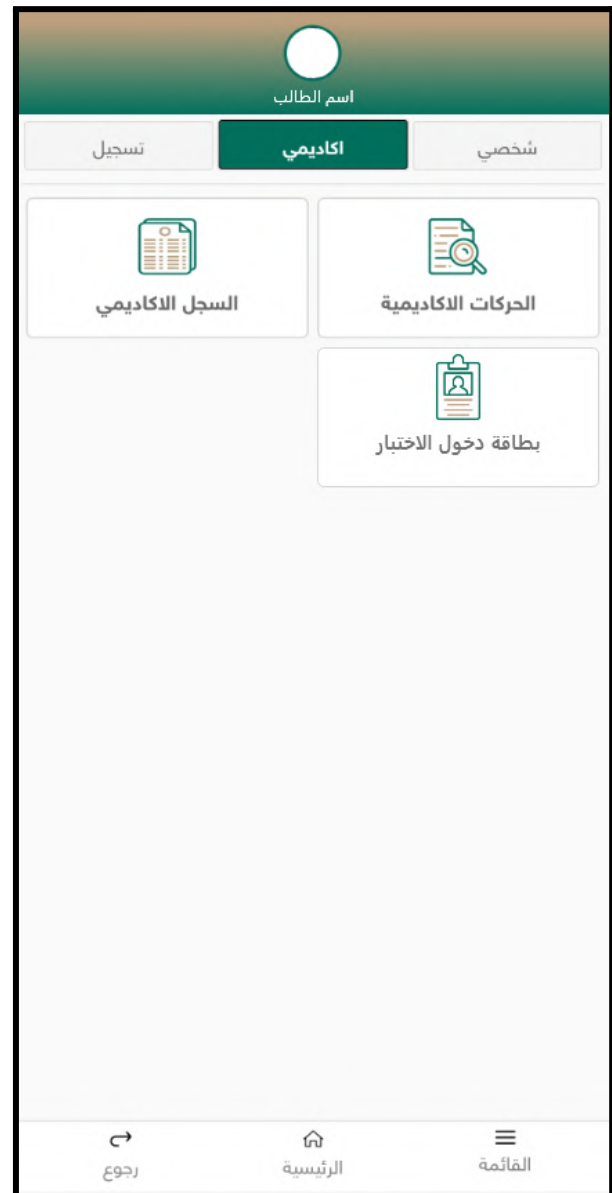 اسم الطالب
شخصي
اكاديمي
تسجيل
الحركات الاكاديمية
السجل الاكاديمي
بطاقة دخول الاختبار
القائمة
الرئيسية
رجوع